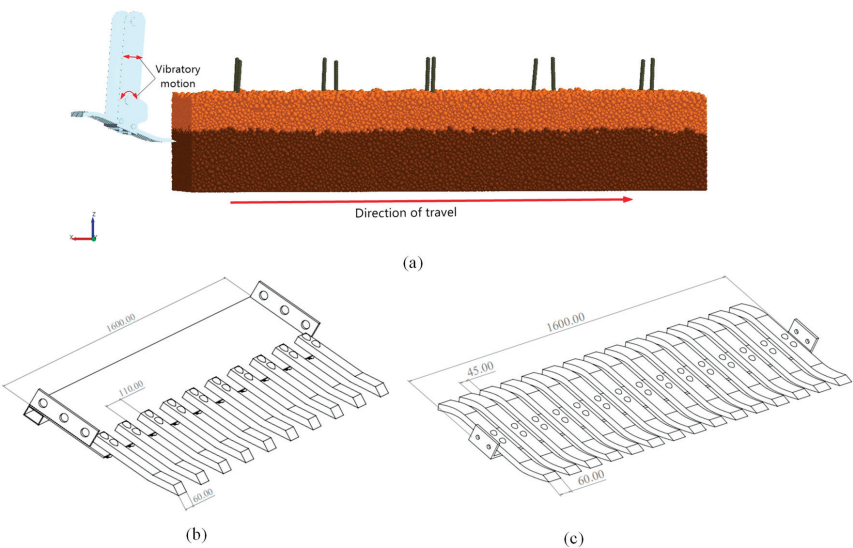 Vibratory
motion
Direction of travel
Z
X
Y
(a)
1600.00
110.00
60.00
(b)
1600.00
45.00
60.00
(c)